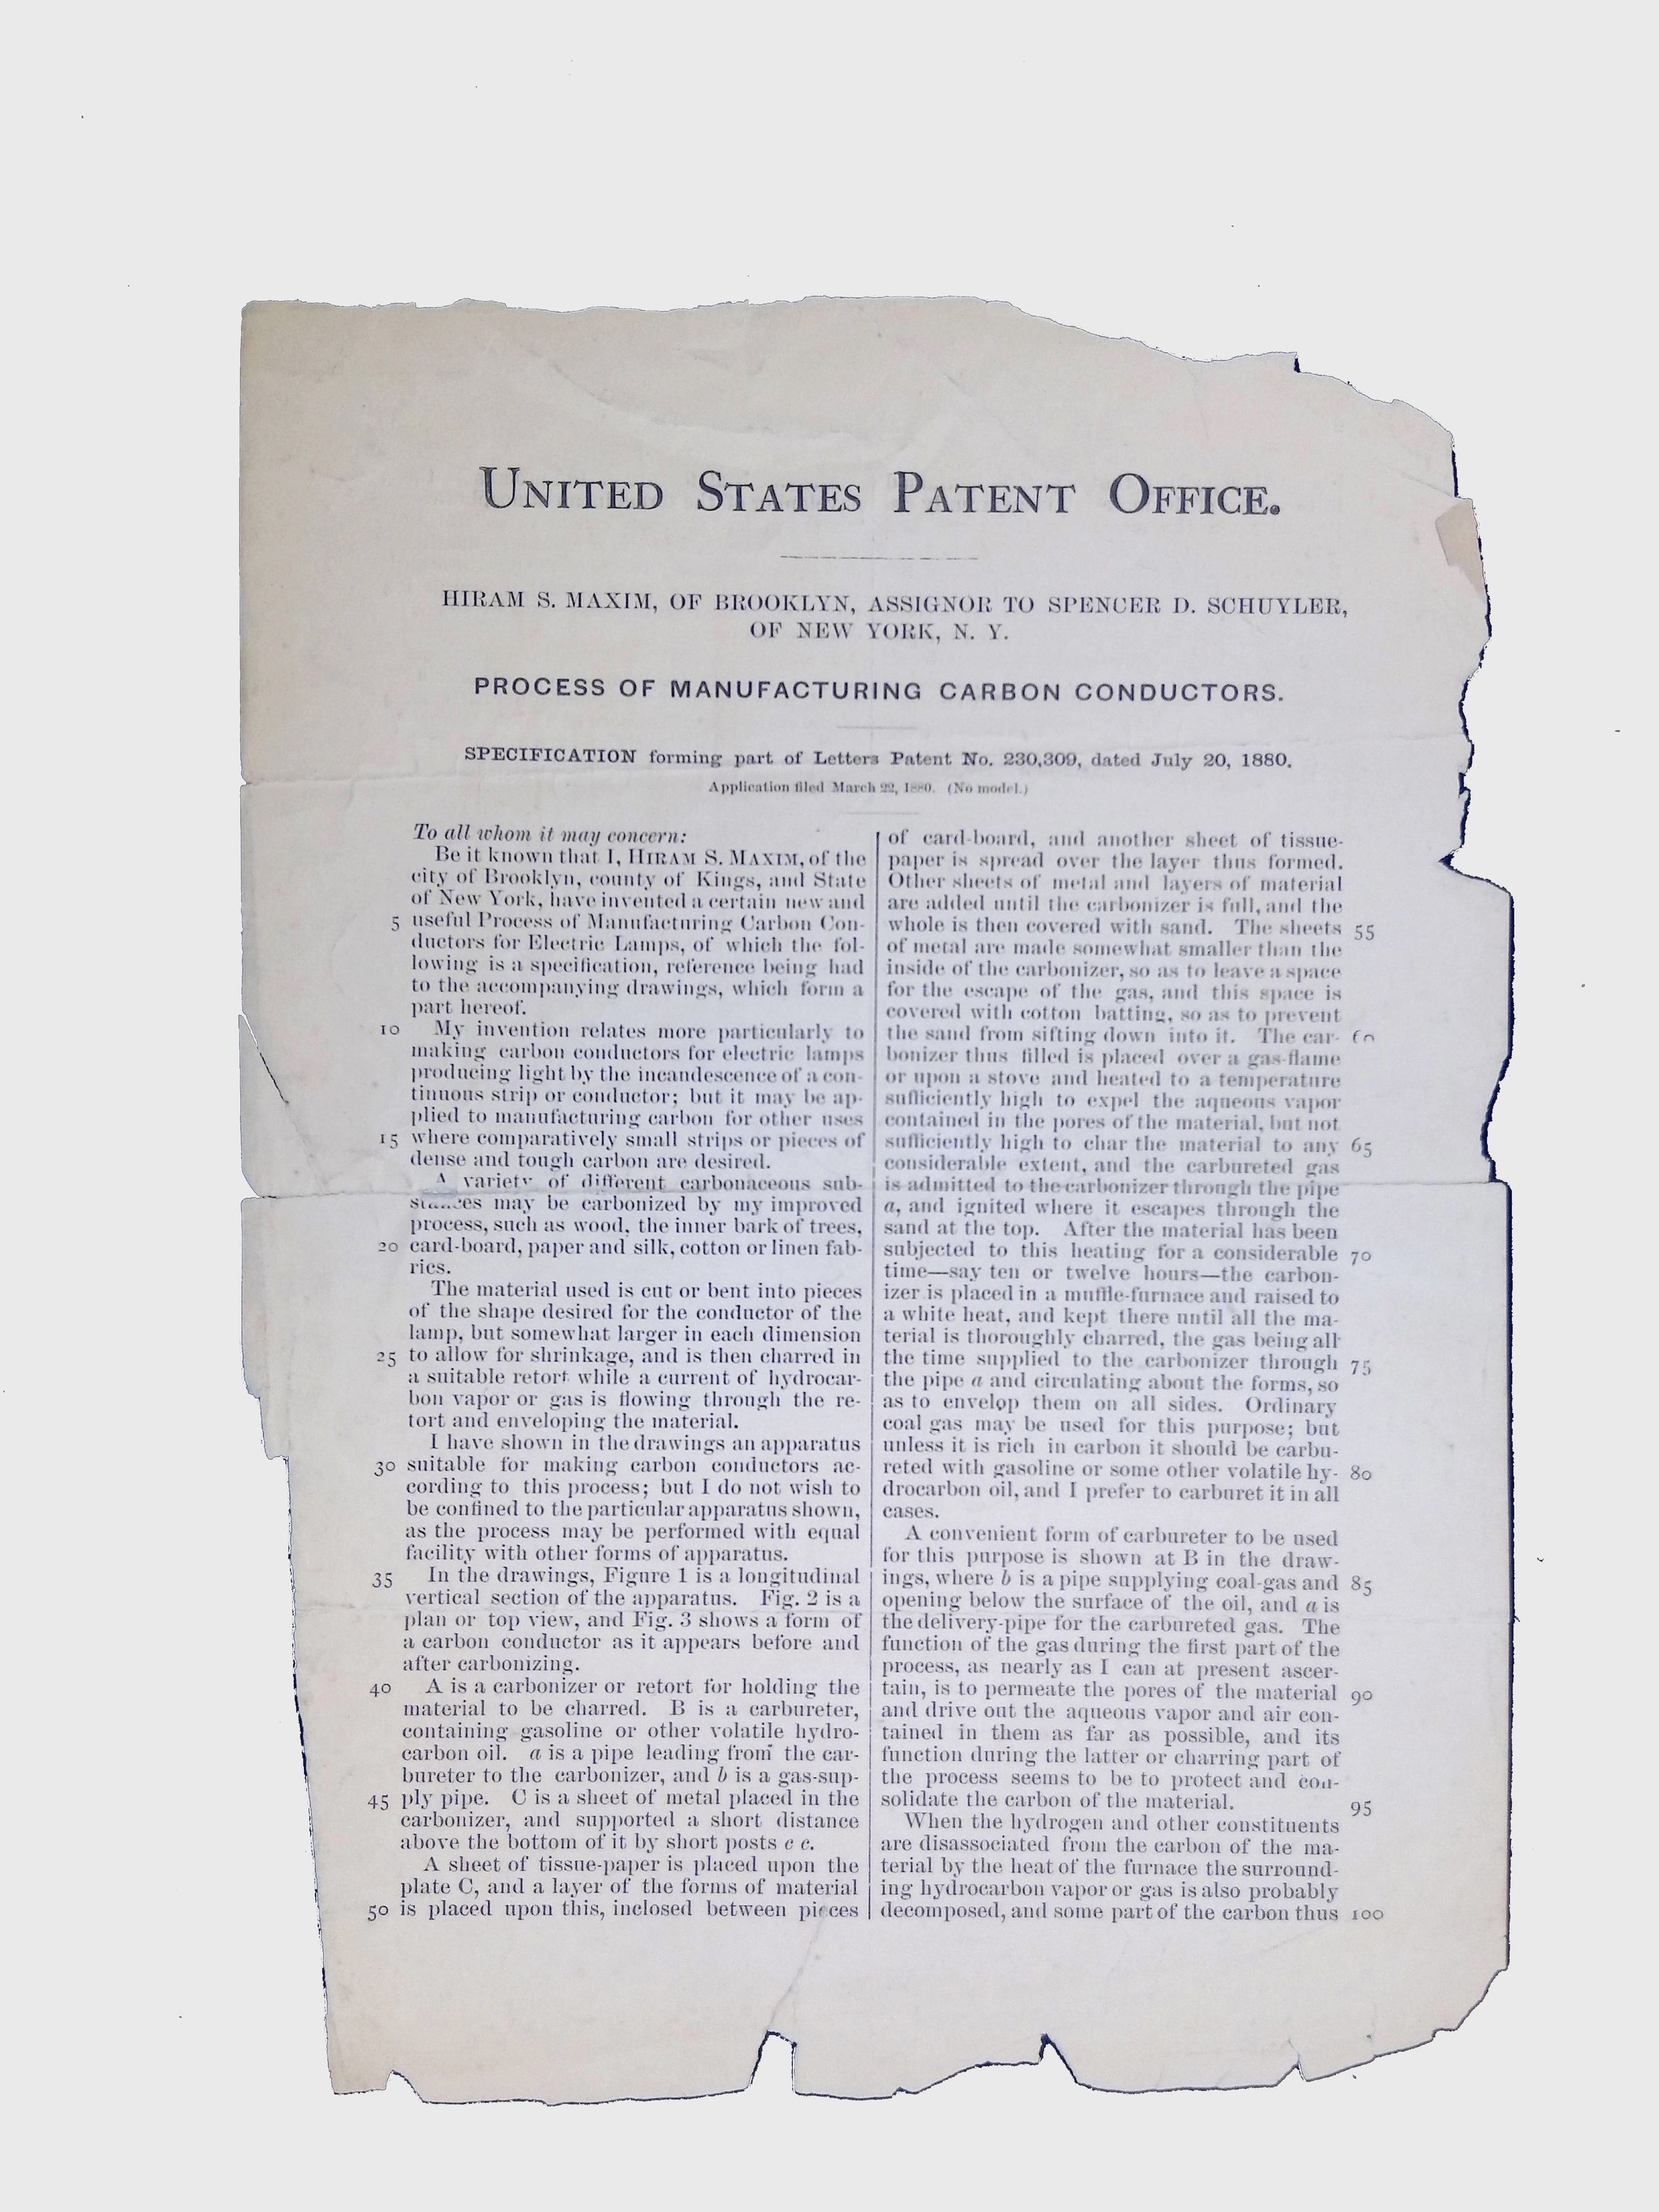 UNITED STATES PATENT OFFICE.
HIRAM S. MAXIM, OF BROOKLYN, ASSIGNOR TO SPENCER D. SCHUYLER,
OF NEW YORK, N. Y.
PROCESS OF MANUFACTURING CARBON CONDUCTORS.
SPECIFICATION forming part of Letters Patent No. 230,309, dated July 20, 1880.
Application filed March 22, 1880. (No model.)
To all whom it may concern:
Be it known that I, HIRAM S. MAXIM, of the
city of Brooklyn, county of Kings, and State
of New York, have invented a certain new and
5 useful Process of Manufacturing Carbon Con-
ductors for Electric Lamps, of which the fol-
lowing is a specification, reference being had
to the accompanying drawings, which form a
part hereof.
10 My invention relates more particularly to
making carbon conductors for electric lamps
producing light by the incandescence of a con-
tinuous strip or conductor; but it may be ap-
plied to manufacturing carbon for other uses
15 where comparatively small strips or pieces of
dense and tough carbon are desired.
A variety of different carbonaceous sub-
stances may be carbonized by my improved
process, such as wood, the inner bark of trees,
20 card-board, paper and silk, cotton or linen fab-
rics.
The material used is cut or bent into pieces
of the shape desired for the conductor of the
lamp, but somewhat larger in each dimension
25 to allow for shrinkage, and is then charred in
a suitable retort while a current of hydrocar-
bon vapor or gas is flowing through the re-
tort and enveloping the material.
I have shown in the drawings an apparatus
30 suitable for making carbon conductors ac-
cording to this process; but I do not wish to
be confined to the particular apparatus shown,
as the process may be performed with equal
facility with other forms of apparatus.
35 In the drawings, Figure 1 is a longitudinal
vertical section of the apparatus. Fig. 2 is a
plan or top view, and Fig. 3 shows a form of
a carbon conductor as it appears before and
after carbonizing.
40 A is a carbonizer or retort for holding the
material to be charred. B is a carbureter,
containing gasoline or other volatile hydro-
carbon oil. a is a pipe leading from the car-
bureter to the carbonizer, and b is a gas-sup-
45 ply pipe. C is a sheet of metal placed in the
carbonizer, and supported a short distance
above the bottom of it by short posts c c.
A sheet of tissue-paper is placed upon the
plate C, and a layer of the forms of material
50 is placed upon this, inclosed between pieces
of card-board, and another sheet of tissue-
paper is spread over the layer thus formed.
Other sheets of metal and layers of material
are added until the carbonizer is full, and the
whole is then covered with sand. The sheets 55
of metal are made somewhat smaller than the
inside of the carbonizer, so as to leave a space
for the escape of the gas, and this space is
covered with cotton batting, so as to prevent
the sand from sifting down into it. The car- 60
bonizer thus filled is placed over a gas-flame
or upon a stove and heated to a temperature
sufficiently high to expel the aqueous vapor
contained in the pores of the material, but not
sufficiently high to char the material to any 65
considerable extent, and the carbureted gas
is admitted to the carbonizer through the pipe
a, and ignited where it escapes through the
sand at the top. After the material has been
subjected to this heating for a considerable 70
time—say ten or twelve hours—the carbon-
izer is placed in a muffle-furnace and raised to
a white heat, and kept there until all the ma-
terial is thoroughly charred, the gas being all
the time supplied to the carbonizer through 75
the pipe a and circulating about the forms, so
as to envelop them on all sides. Ordinary
coal gas may be used for this purpose; but
unless it is rich in carbon it should be carbu-
reted with gasoline or some other volatile hy- 80
drocarbon oil, and I prefer to carburet it in all
cases.
A convenient form of carbureter to be used
for this purpose is shown at B in the draw-
ings, where b is a pipe supplying coal-gas and 85
opening below the surface of the oil, and a is
the delivery-pipe for the carbureted gas. The
function of the gas during the first part of the
process, as nearly as I can at present ascer-
tain, is to permeate the pores of the material 90
and drive out the aqueous vapor and air con-
tained in them as far as possible, and its
function during the latter or charring part of
the process seems to be to protect and con-
solidate the carbon of the material. 95
When the hydrogen and other constituents
are disassociated from the carbon of the ma-
terial by the heat of the furnace the surround-
ing hydrocarbon vapor or gas is also probably
decomposed, and some part of the carbon thus 100